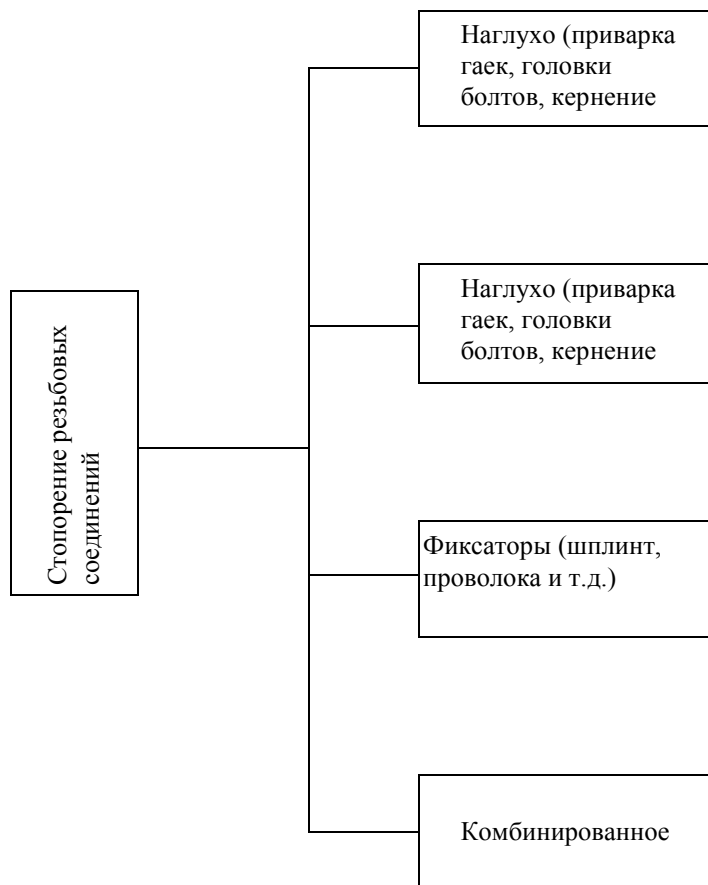 Стопорение резьбовых
соединений
Наглухо (приварка
гаек, головки
болтов, кернение
Наглухо (приварка
гаек, головки
болтов, кернение
Фиксаторы (шплинт,
проволока и т.д.)
Комбинированное